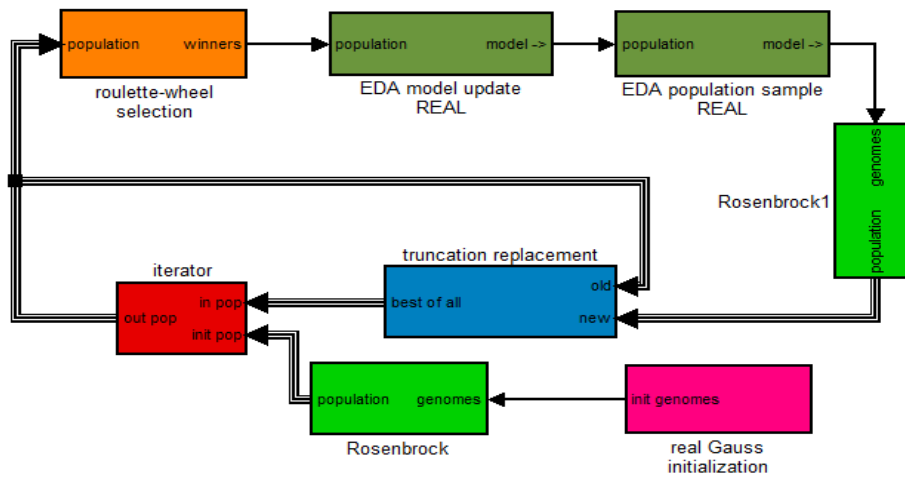 population winners
roulette-wheel
selection
population model ->
EDA model update
REAL
population model ->
EDA population sample
REAL
genomes
population
Rosenbrock1
truncation replacement
old
best of all
new
iterator
in pop
out pop
init pop
population genomes
Rosenbrock
init genomes
real Gauss
initialization